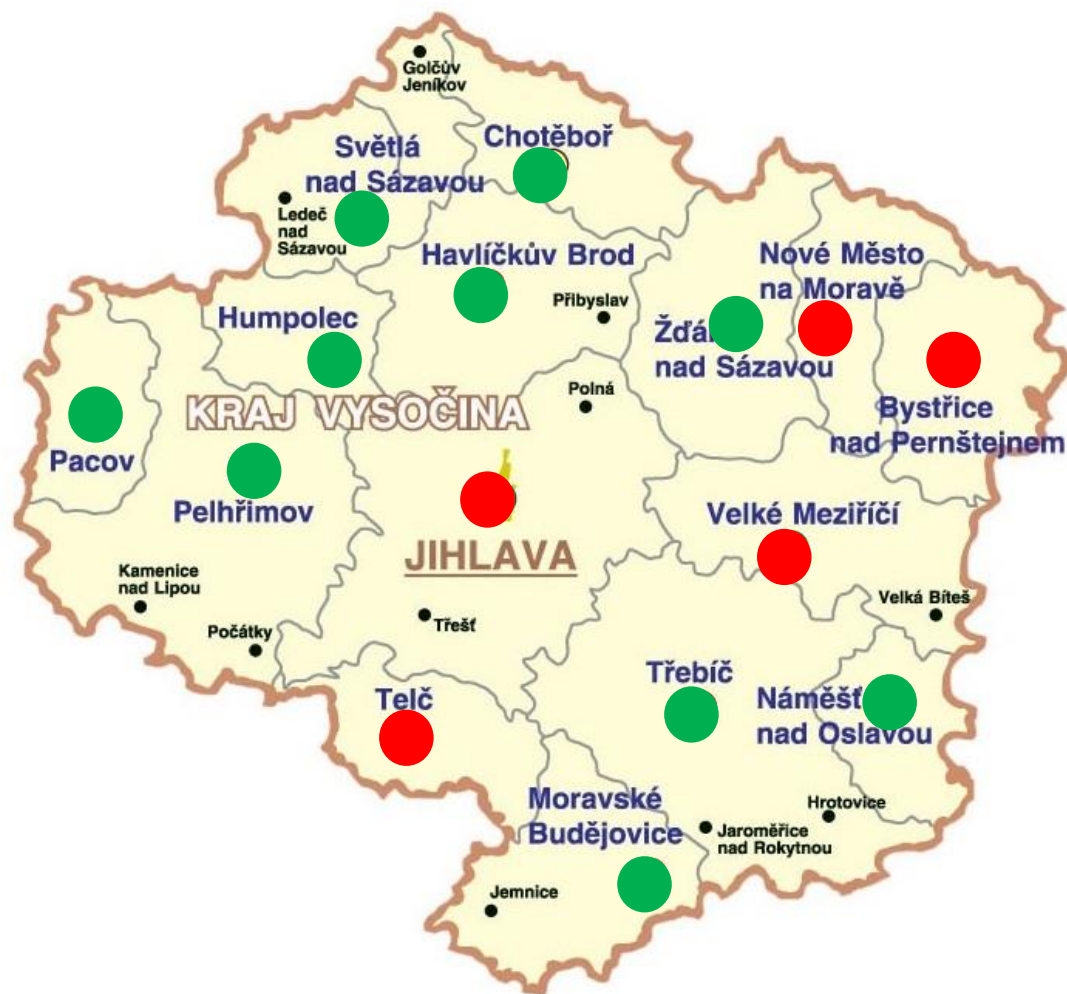 Golčův
Jeníkov
Chotěboř
Světlá
nad Sázavou
Ledeč
nad
Sázavou
Havlíčkův Brod
Přibyslav
Nové Město
na Moravě
Humpolec
Žďá
nad Sázavou
Polná
KRAJ VYSOČINA
Bystřice
nad Pernštejnem
Pacov
Pelhřimov
Velké Meziříčí
JIHLAVA
Kamenice
nad Lipou
Velká Bíteš
Počátky
Třešť
Telč
Třebíč
Náměšť
nad Oslavou
Moravské
Budějovice
Hrotovice
Jaroměřice
nad Rokytnou
Jemnice